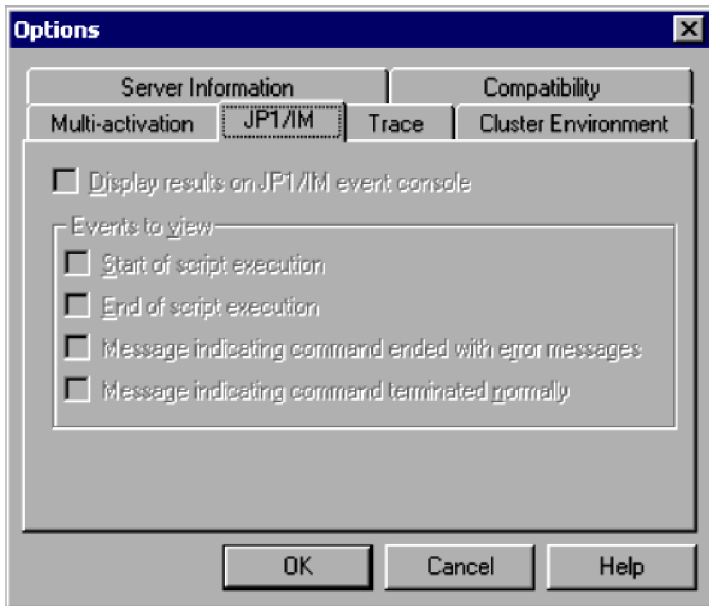 Options
Server Information Compatibility
Multi-activation JP1/IM Trace Cluster Environment
Display results on JP1/IM event console
Events to view
Start of script execution
End of script execution
Message indicating command ended with error messages
Message indicating command terminated normally
OK Cancel Help